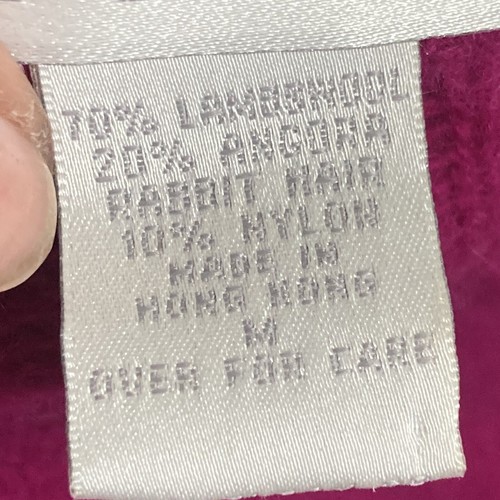 70% LAMBSWOOL
20% ANGORA
RABBIT HAIR
10% NYLON
MADE IN
HONG KONG
M
OVER FOR CARE